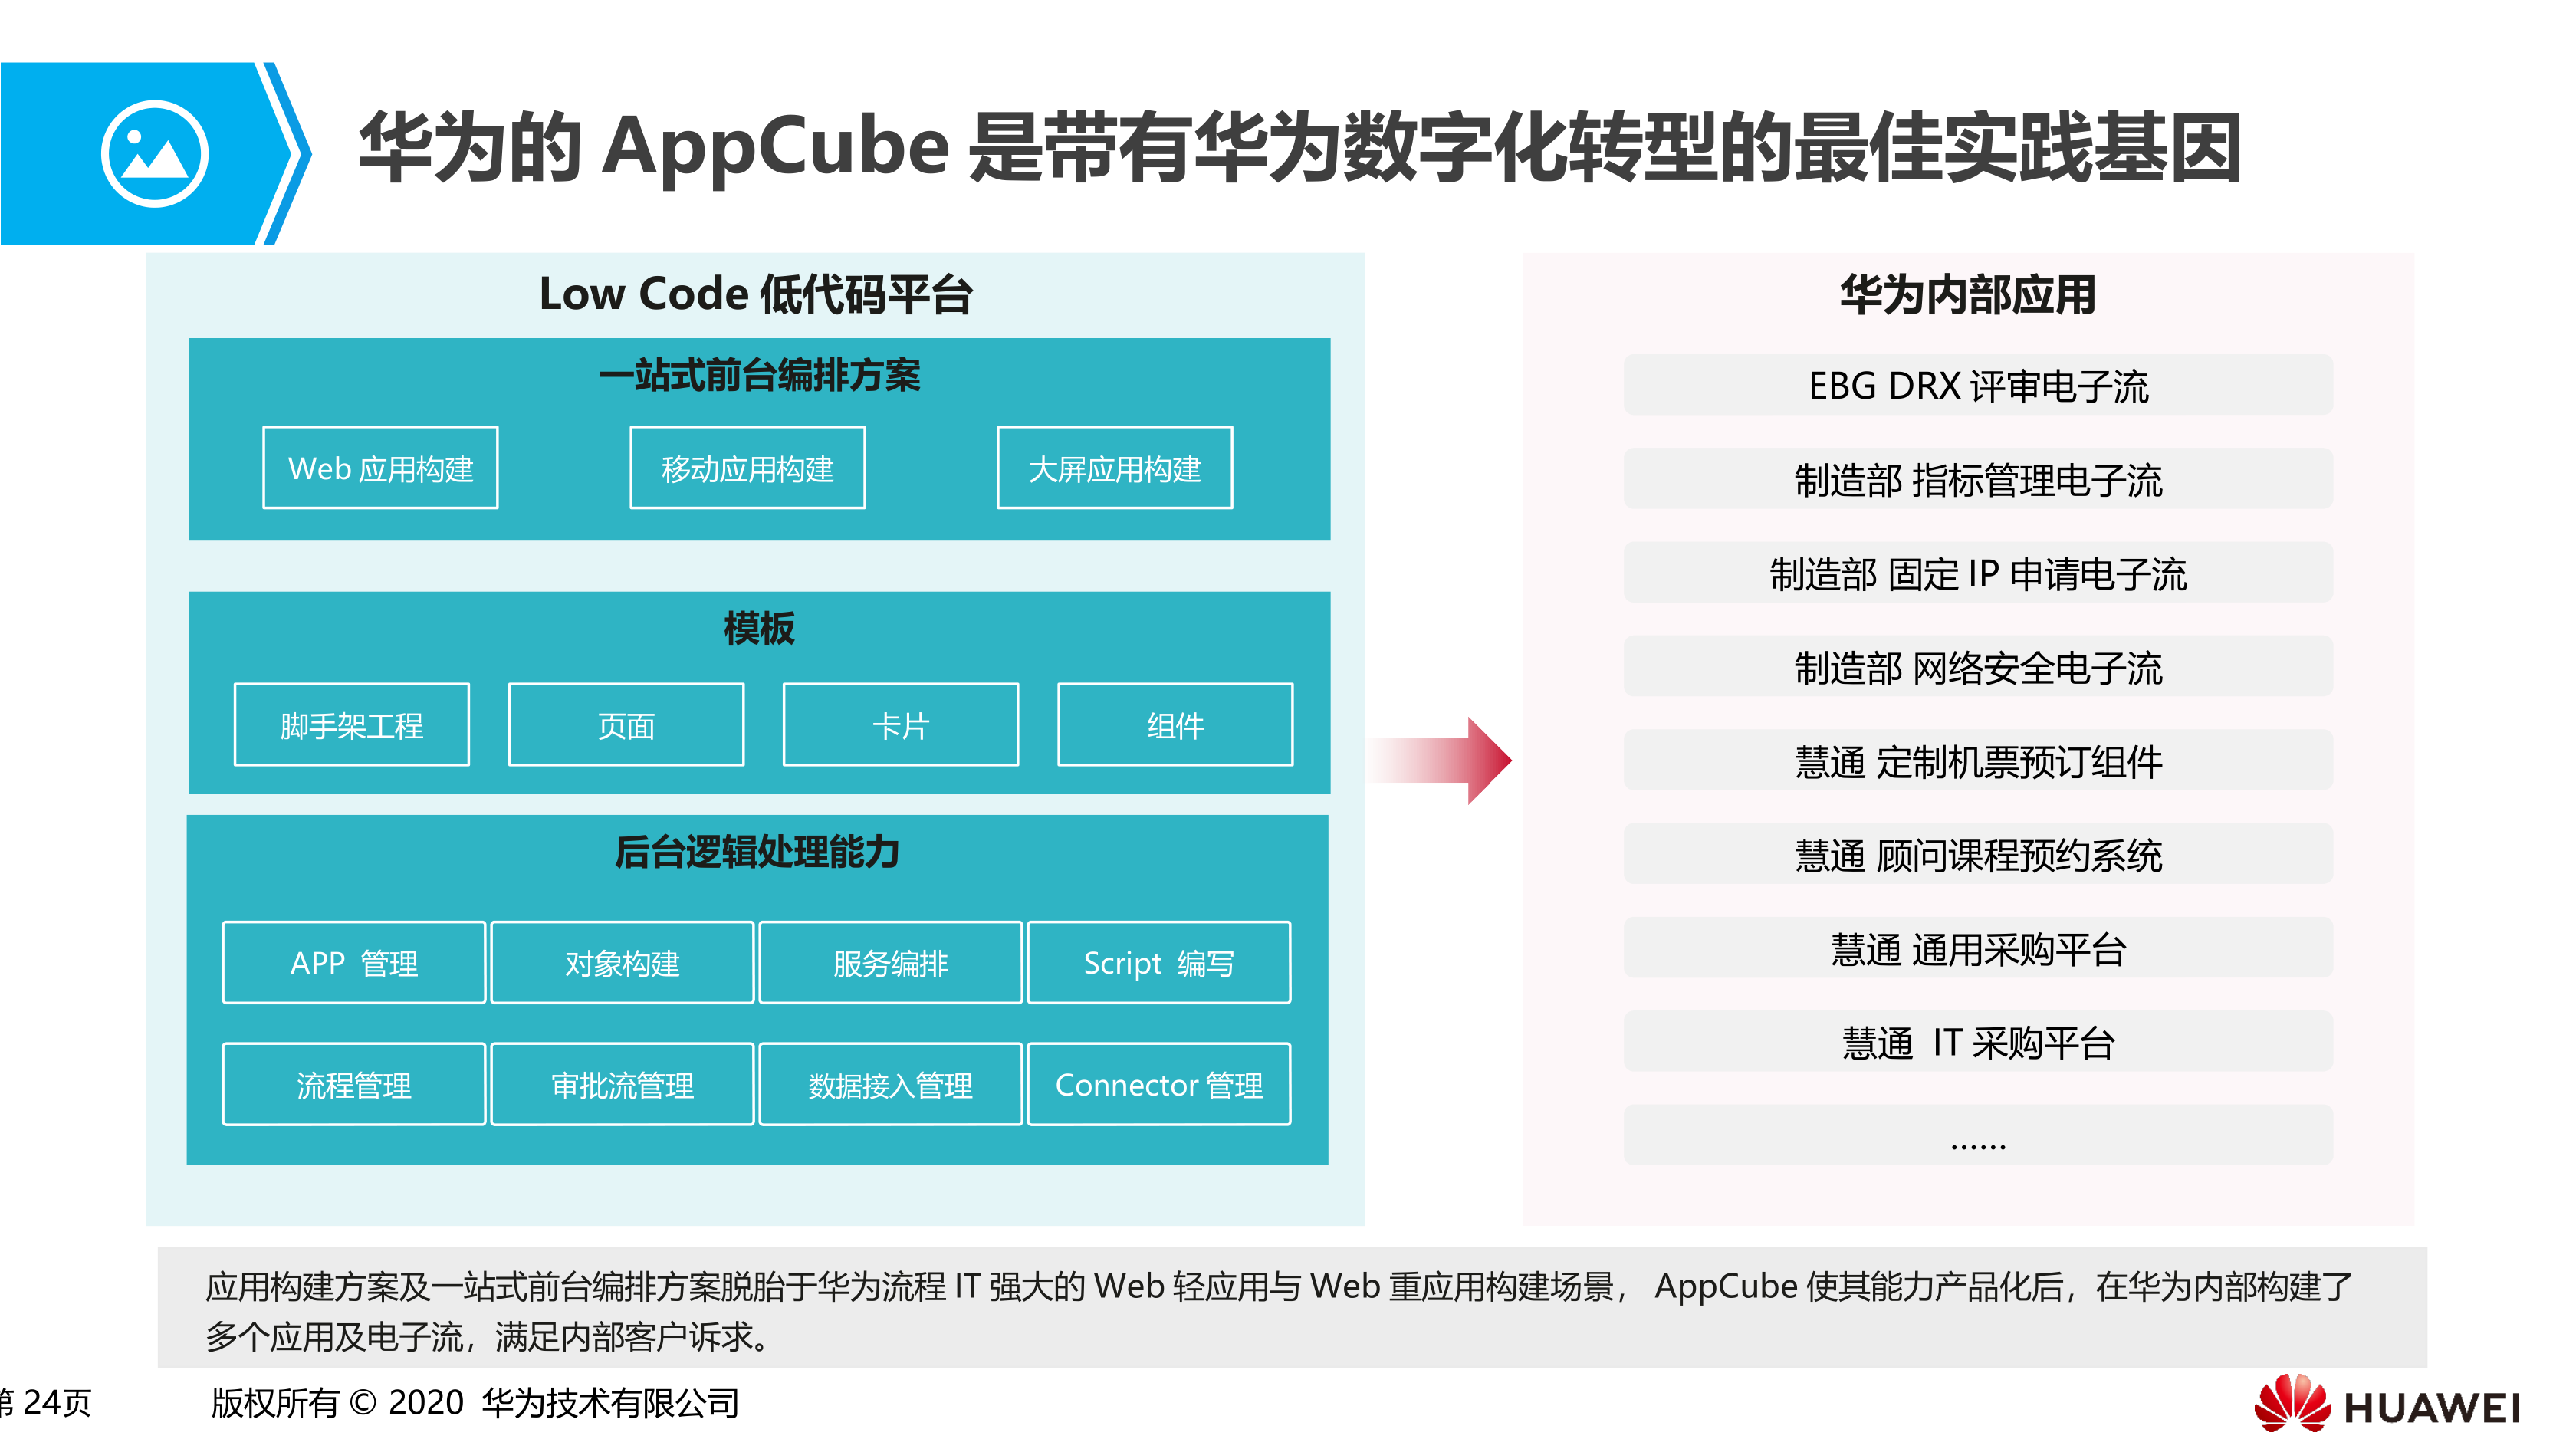 华为的 AppCube 是带有华为数字化转型的最佳实践基因
Low Code 低代码平台
一站式前台编排方案
Web 应用构建
移动应用构建
大屏应用构建
模板
脚手架工程
页面
卡片
组件
后台逻辑处理能力
APP 管理
对象构建
服务编排
Script 编写
流程管理
审批流管理
数据接入管理
Connector 管理
华为内部应用
EBG DRX 评审电子流
制造部 指标管理电子流
制造部 固定 IP 申请电子流
制造部 网络安全电子流
慧通 定制机票预订组件
慧通 顾问课程预约系统
慧通 通用采购平台
慧通 IT 采购平台
……
应用构建方案及一站式前台编排方案脱胎于华为流程 IT 强大的 Web 轻应用与 Web 重应用构建场景， AppCube 使其能力产品化后，在华为内部构建了
多个应用及电子流，满足内部客户诉求。
第 24页
版权所有 © 2020 华为技术有限公司
HUAWEI